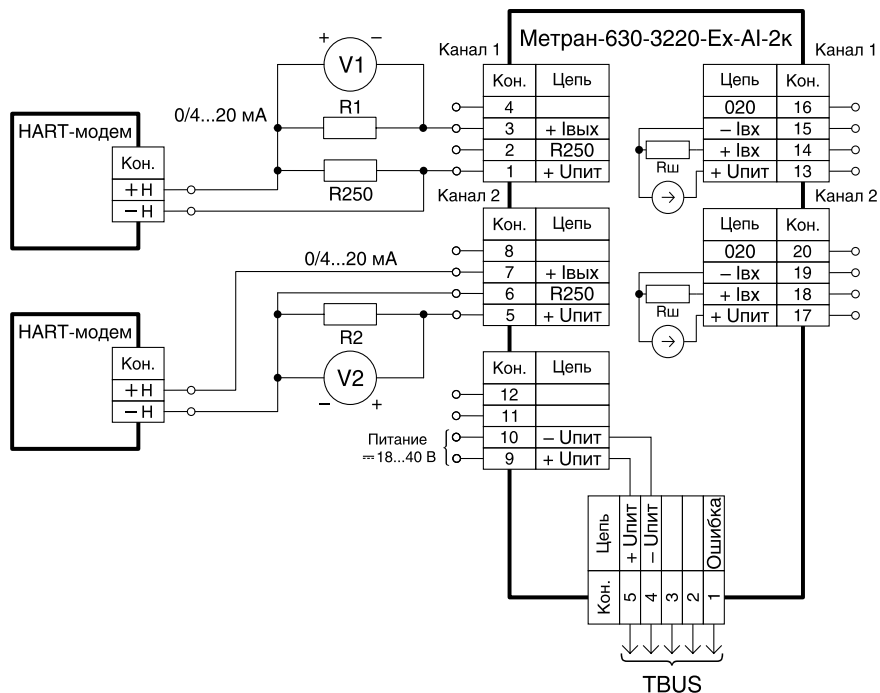 Метран-630-3220-Ex-AI-2к
Канал 1
Кон. Цепь
4
3 + Iвых
2 R250
1 + Uпит
Канал 2
Кон. Цепь
8
7 + Iвых
6 R250
5 + Uпит
Кон. Цепь
12
11
10 – Uпит
9 + Uпит
Питание
⎓18...40 В
Канал 1
Цепь Кон.
020 16
– Iвх 15
+ Iвх 14
+ Uпит 13
Rш
Канал 2
Цепь Кон.
020 20
– Iвх 19
+ Iвх 18
+ Uпит 17
Rш
+ V1 –
R1
0/4...20 мА
R250
HART-модем
Кон.
+ H
– H
0/4...20 мА
R2
– V2 +
HART-модем
Кон.
+ H
– H
Цепь + Uпит – Uпит Ошибка
Кон. 5 4 3 2 1
TBUS